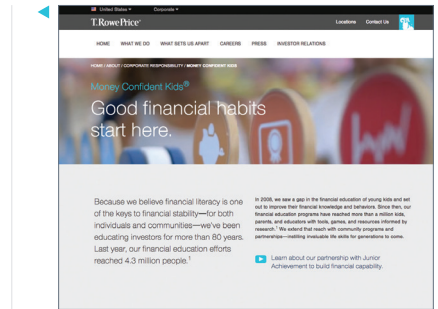 United States Corporate
T.RowePrice Locations Contact Us
HOME WHAT WE DO WHAT SETS US APART CAREERS PRESS INVESTOR RELATIONS
HOME / ABOUT / CORPORATE RESPONSIBILITY / MONEY CONFIDENT KIDS
Money Confident Kids®
Good financial habits
start here.
Because we believe financial literacy is one
of the keys to financial stability—for both
individuals and communities—we've been
educating investors for more than 80 years.
Last year, our financial education efforts
reached 4.3 million people.1
In 2008, we saw a gap in the financial education of young kids and set
out to improve their financial knowledge and behaviors. Since then, our
financial education programs have reached more than a million kids,
parents, and educators with tools, games, and resources informed by
research.1 We extend that reach with community programs and
partnerships—instilling invaluable life skills for generations to come.
Learn about our partnership with Junior
Achievement to build financial capability.